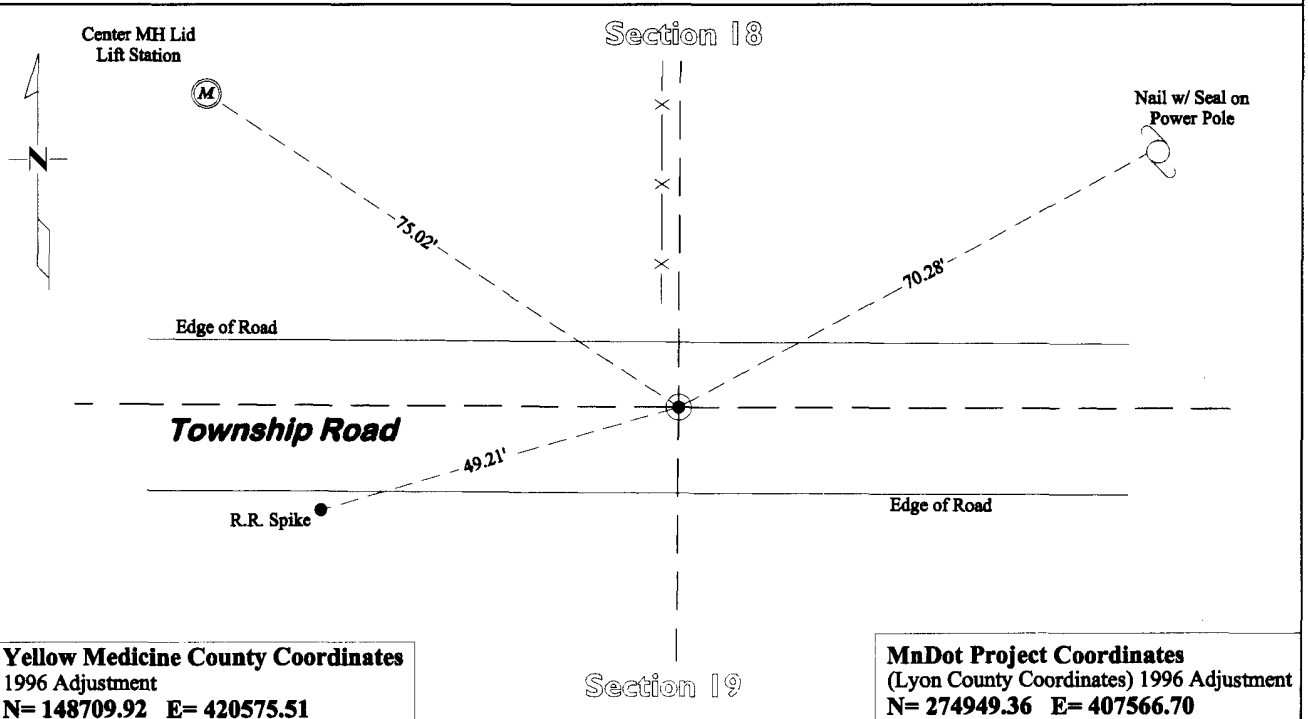 Center MH Lid
Lift Station
Section 18
M
Nail w/ Seal on
Power Pole
N
75.02'
70.28'
Edge of Road
Township Road
49.21'
R.R. Spike
Edge of Road
Yellow Medicine County Coordinates
1996 Adjustment
N= 148709.92 E= 420575.51
Section 19
MnDot Project Coordinates
(Lyon County Coordinates) 1996 Adjustment
N= 274949.36 E= 407566.70